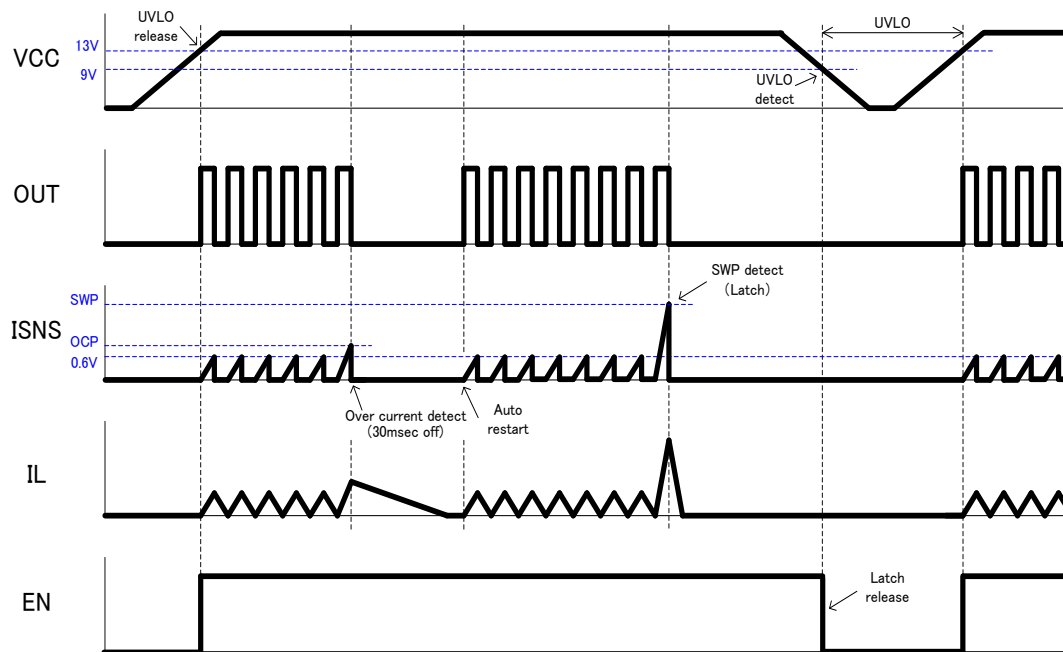 UVLO
release
13V
VCC
9V
UVLO
UVLO
detect
OUT
SWP detect
(Latch)
SWP
ISNS
OCP
0.6V
Over current detect
(30msec off)
Auto
restart
IL
EN
Latch
release